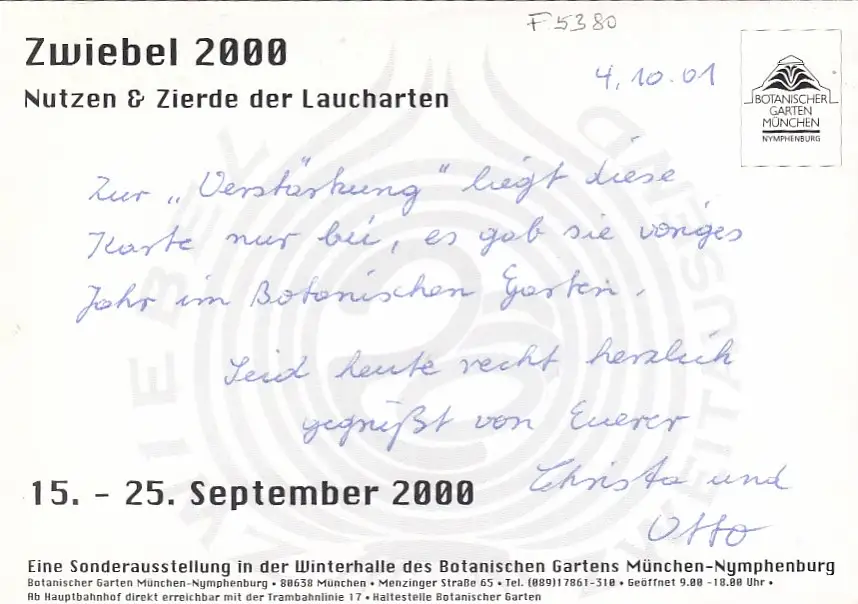 F 5380
Zwiebel 2000
4.10.01
Nutzen & Zierde der Laucharten
BOTANISCHER
GARTEN
MÜNCHEN
NYMPHENBURG
Zur „Verstärkung" liegt diese
Karte nur bei, es gab sie voriges
Jahr im Botanischen Garten.
Seid heute recht herzlich
gegrüßt von Euerer
Christa und
Otto
15. - 25. September 2000
Eine Sonderausstellung in der Winterhalle des Botanischen Gartens München-Nymphenburg
Botanischer Garten München-Nymphenburg • 80638 München • Menzinger Straße 65 • Tel. (089)17861-310 • Geöffnet 9.00 -18.00 Uhr •
Ab Hauptbahnhof direkt erreichbar mit der Trambahnlinie 17 • Haltestelle Botanischer Garten